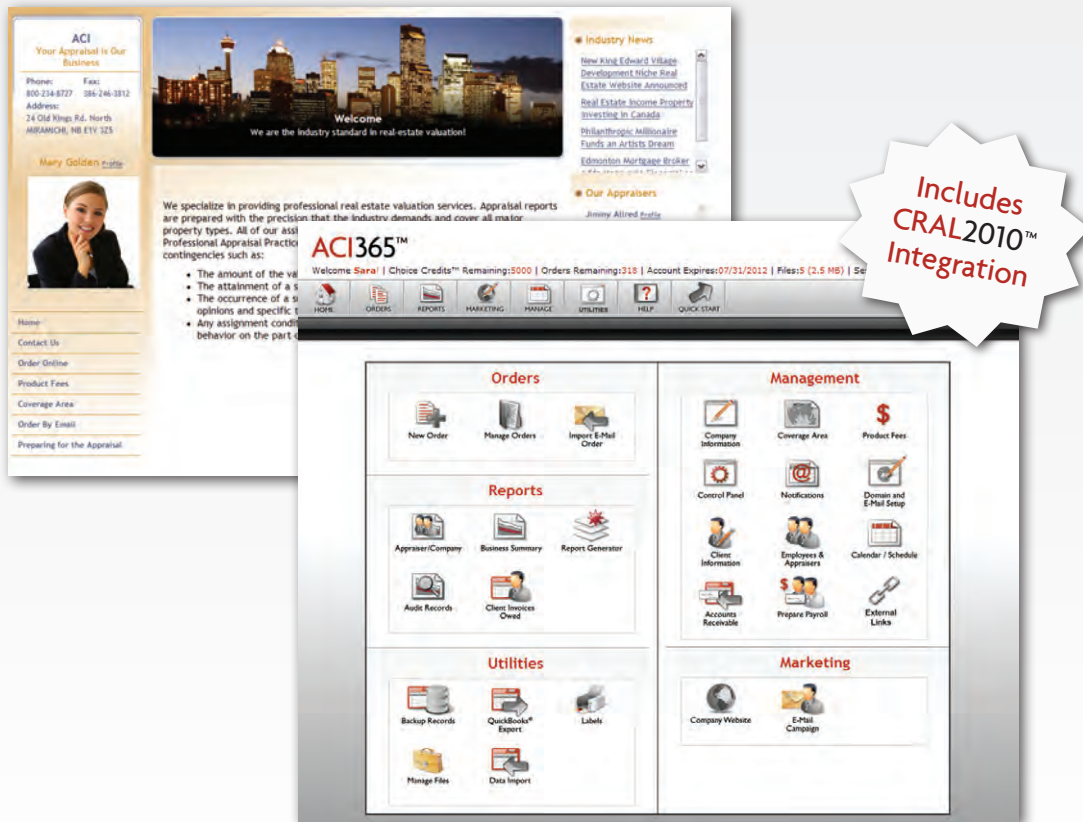 ACI
Your Appraisal is Our
Business
Phone: Fax:
800-234-8727 386-246-3812
Address:
24 Old Kings Rd. North
MIRAMICHI, NB E1V 3Z5
Mary Golden Profile
Home
Contact Us
Order Online
Product Fees
Coverage Area
Order By Email
Preparing for the Appraisal
Welcome
We are the industry standard in real-estate valuation!
We specialize in providing professional real estate valuation services. Appraisal reports
are prepared with the precision that the industry demands and cover all major
property types. All of our
Professional Appraisal
contingencies such as:
• The amount of the
• The attainment of a
• The occurrence of a
opinions and specific
• Any assignment
behavior on the part
Industry News
New King Edward Village
Development Niche Real
Estate Website Announced
Real Estate Income Property
Investing in Canada
Philanthropic Millionaire
Funds an Artists Dream
Edmonton Mortgage Broker
Our Appraisers
Jimmy Allred Profile
Includes
CRAL2010™
Integration
ACI365™
Welcome Sara! | Choice Credits™ Remaining:5000 | Orders Remaining:318 | Account Expires:07/31/2012 | Files:5 (2.5 MB) |
HOME ORDERS REPORTS MARKETING MANAGE UTILITIES HELP QUICK START
Orders
New Order Manage Orders Import E-Mail
Order
Reports
Appraiser/Company Business Summary Report Generator
Audit Records Client Invoices
Owed
Utilities
Backup Records QuickBooks® Labels
Export
Manage Files Data Import
Management
Company Coverage Area Product Fees
Information
Control Panel Notifications Domain and
E-Mail Setup
Client Employees & Calendar / Schedule
Information Appraisers
Accounts Prepare Payroll External
Receivable Links
Marketing
Company Website E-Mail
Campaign